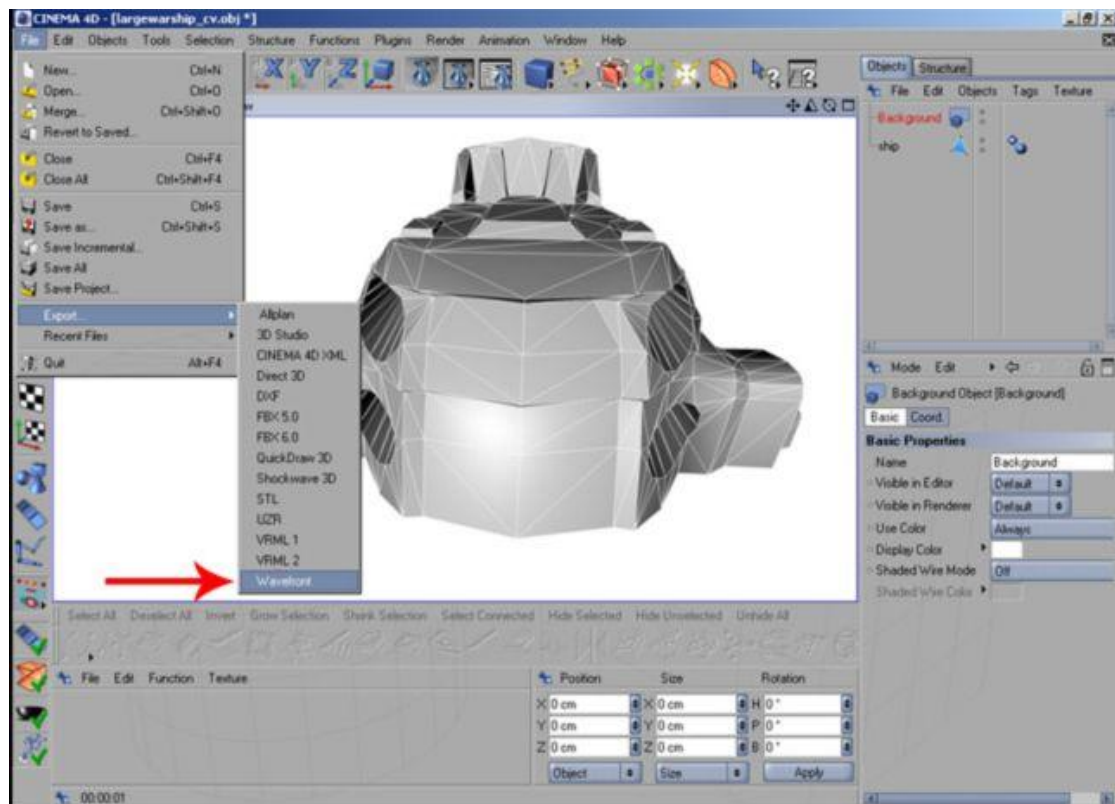 CINEMA 4D - [largewarship_cv.obj *]
File Edit Objects Tools Selection Structure Functions Plugins Render Animation Window Help
New... Ctrl+N
Open... Ctrl+O
Merge... Ctrl+Shift+O
Revert to Saved...
Close Ctrl+F4
Close All Ctrl+Shift+F4
Save Ctrl+S
Save as... Ctrl+Shift+S
Save Incremental...
Save All
Save Project...
Export...
Recent Files
Quit Alt+F4
Allplan
3D Studio
CINEMA 4D XML
Direct 3D
DXF
FBX 5.0
FBX 6.0
QuickDraw 3D
Shockwave 3D
STL
UZR
VRML 1
VRML 2
Wavefront
Objects Structure
File Edit Objects Tags Texture
Background
ship
Mode Edit
Background Object [Background]
Basic Coord.
Basic Properties
Name Background
Visible in Editor Default
Visible in Renderer Default
Use Color Always
Display Color
Shaded Wire Mode Off
Shaded Wire Color
Select All Deselect All Invert Grow Selection Shrink Selection Select Connected Hide Selected Hide Unselected Unhide All
File Edit Function Texture
Position Size Rotation
X 0 cm X 0 cm H 0 °
Y 0 cm Y 0 cm P 0 °
Z 0 cm Z 0 cm B 0 °
Object Size Apply
00:00:01